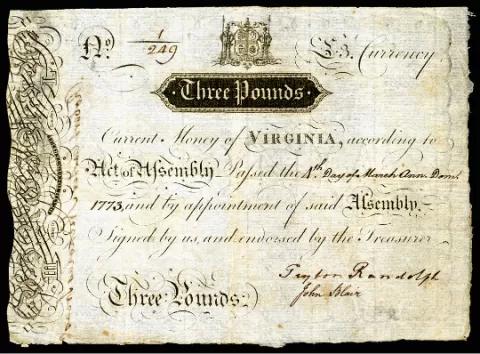 No. 1/249 £3. Currency.
Three Pounds.
Current Money of VIRGINIA, according to
Act of Assembly Passed the 4th. Day of March Ann. Dom.
1773, and by appointment of said Assembly.
Signed by us, and endorsed by the Treasurer
Peyton Randolph
John Blair
Three Pounds.